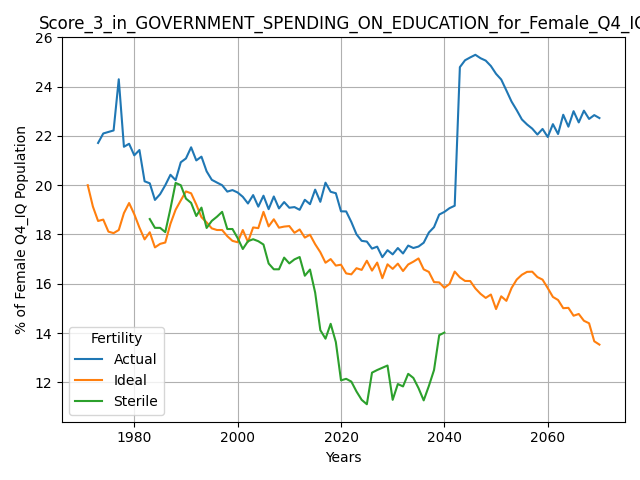 Score_3_in_GOVERNMENT_SPENDING_ON_EDUCATION_for_Female_Q4_IQ
26
24
22
20
18
16
14
12
% of Female Q4_IQ Population
Fertility
Actual
Ideal
Sterile
1980
2000
2020
2040
2060
Years